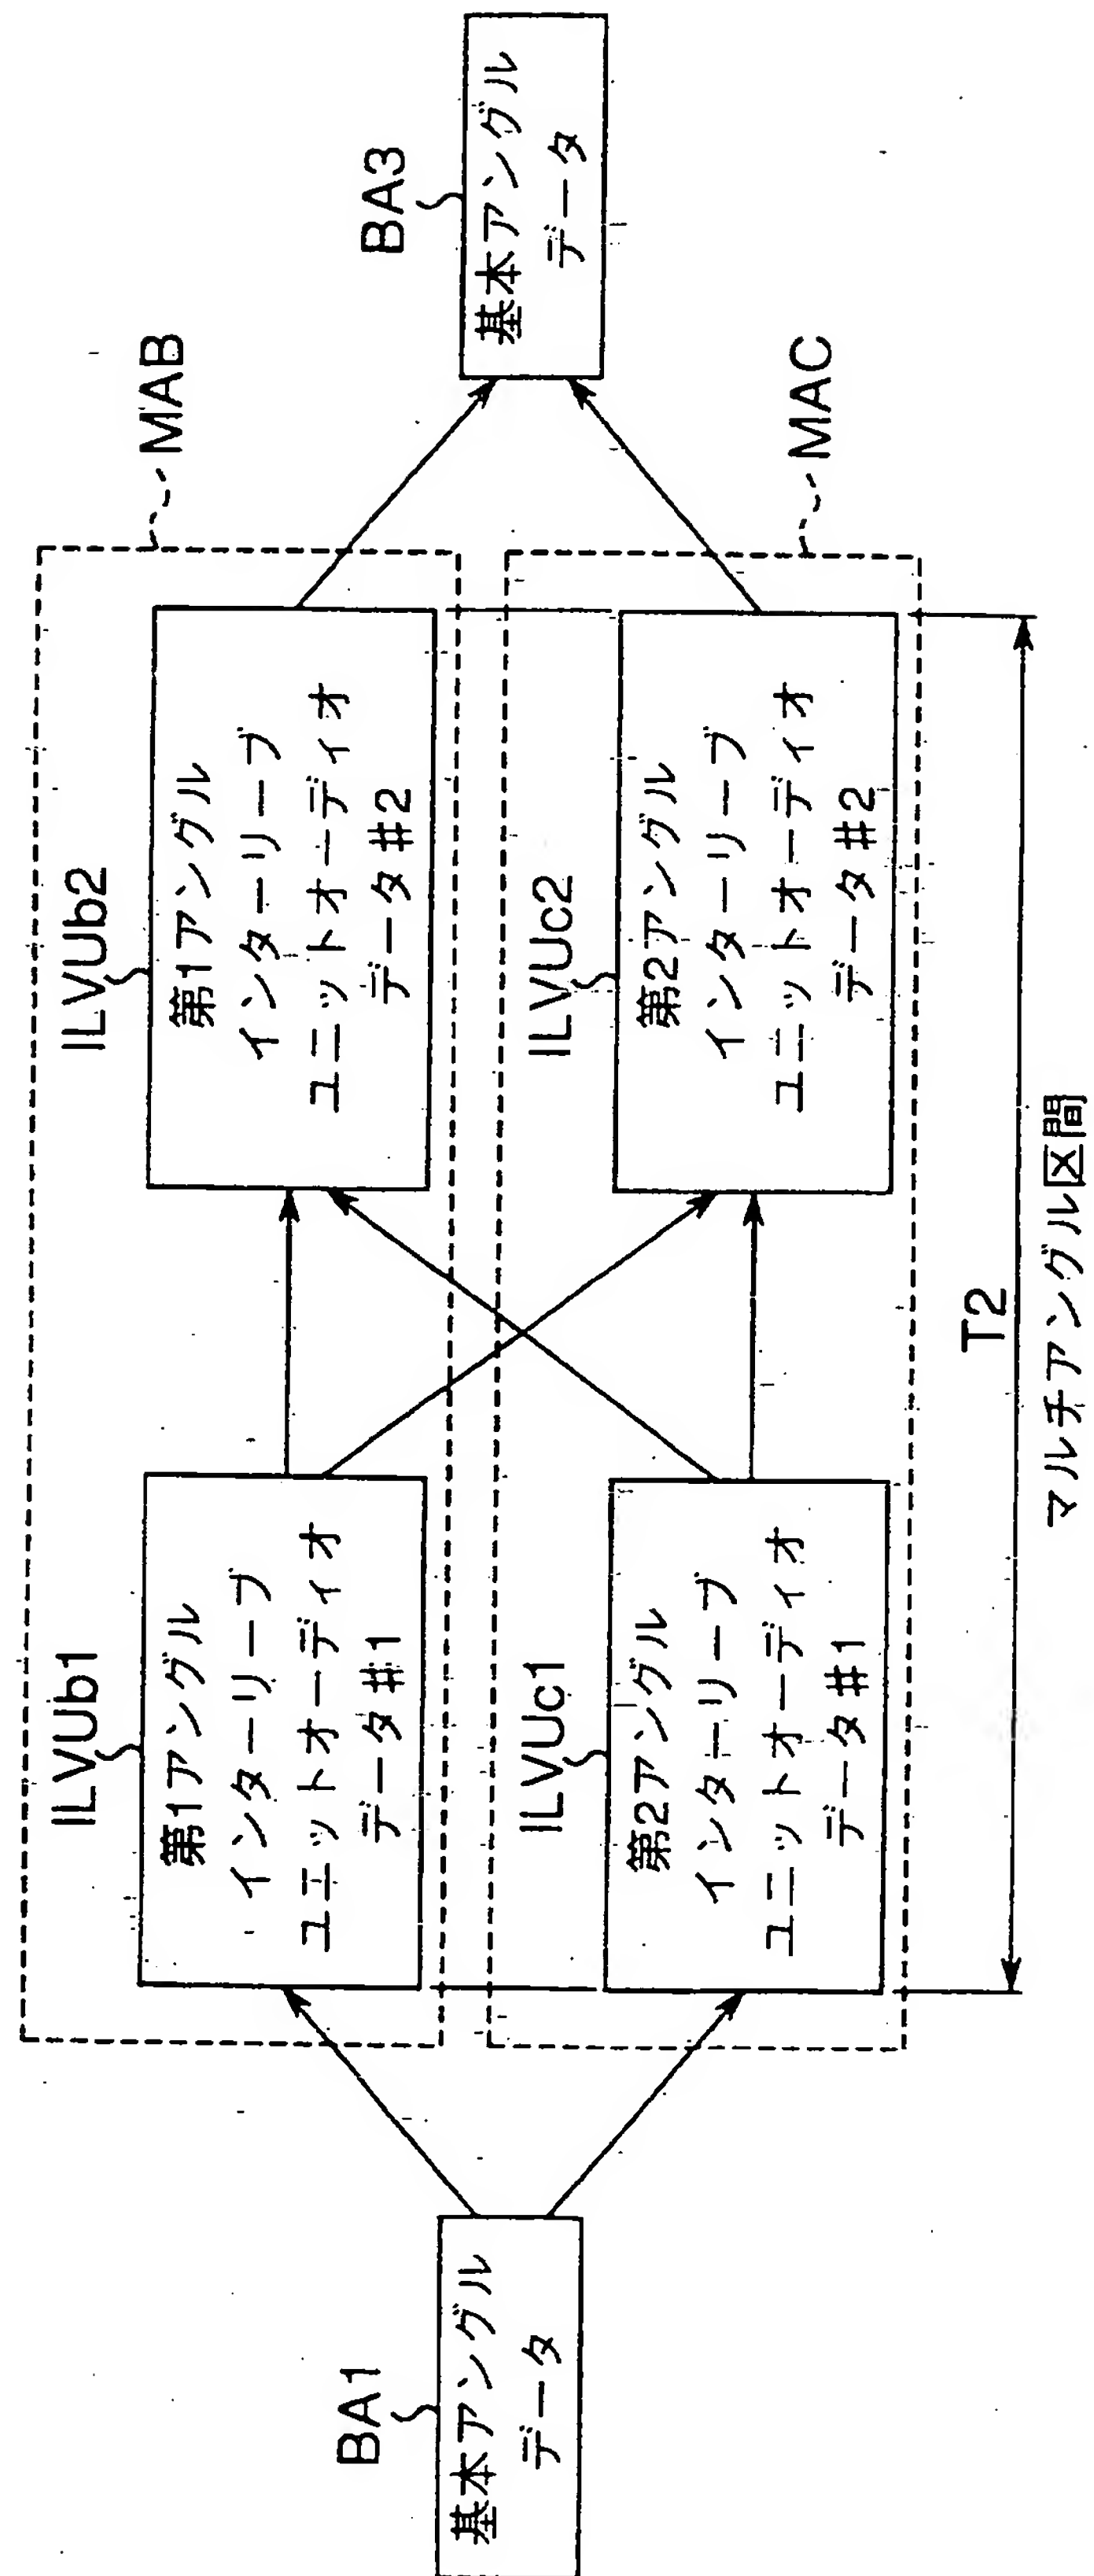 BA1
基本アングル
データ
ILVUb1
第1アングル
インターリーブ
ユニットオーディオ
データ#1
ILVUc1
第2アングル
インターリーブ
ユニットオーディオ
データ#1
ILVUb2
第1アングル
インターリーブ
ユニットオーディオ
データ#2
ILVUc2
第2アングル
インターリーブ
ユニットオーディオ
データ#2
MAB
MAC
BA3
基本アングル
データ
T2
マルチアングル区間